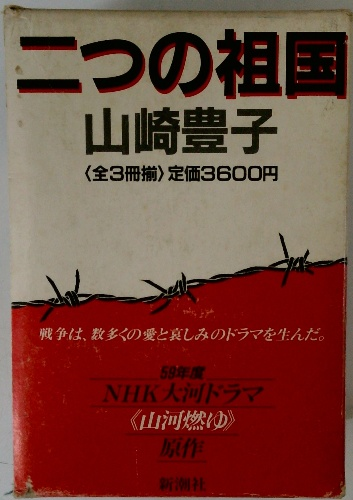 二つの祖国
山崎豊子
〈全3冊揃〉定価3600円
戦争は、数多くの愛と哀しみのドラマを生んだ。
59年度
NHK大河ドラマ
《山河燃ゆ》
原作
新潮社